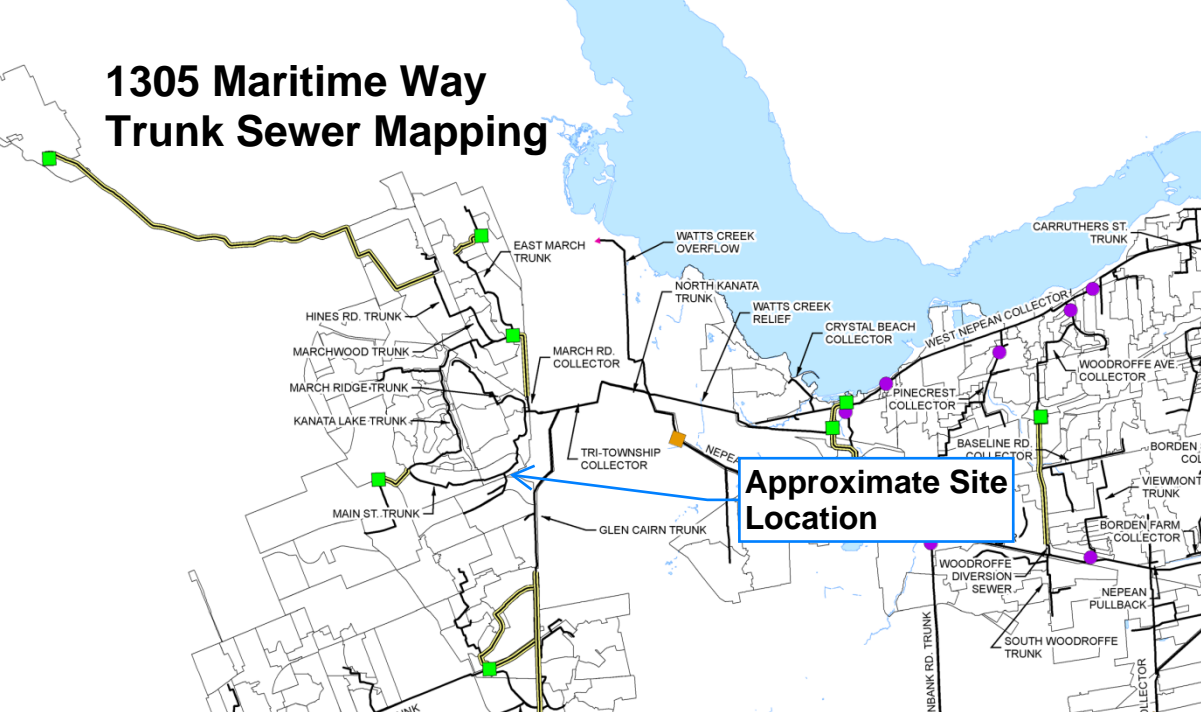 1305 Maritime Way
Trunk Sewer Mapping
CARRUTHERS ST.
TRUNK
WATTS CREEK
OVERFLOW
EAST MARCH
TRUNK
NORTH KANATA
TRUNK
WATTS CREEK
RELIEF
HINES RD. TRUNK
CRYSTAL BEACH
COLLECTOR
WEST NEPEAN COLLECTOR
MARCHWOOD TRUNK
MARCH RD.
COLLECTOR
WOODROFFE AVE.
COLLECTOR
MARCH RIDGE TRUNK
PINECREST
COLLECTOR
KANATA LAKE TRUNK
TRI-TOWNSHIP
COLLECTOR
BASELINE RD.
COLLECTOR
BORDEN
Approximate Site
Location
VIEWMONT
TRUNK
MAIN ST. TRUNK
GLEN CAIRN TRUNK
BORDEN FARM
COLLECTOR
WOODROFFE
DIVERSION
SEWER
NEPEAN
PULLBACK
SOUTH WOODROFFE
TRUNK
RD. TRUNK